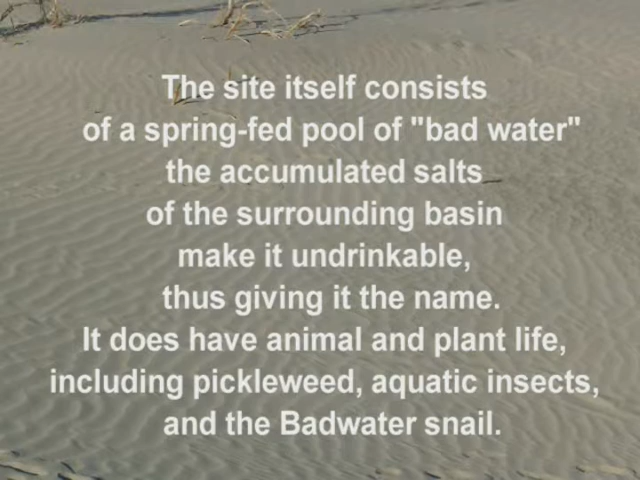 The site itself consists
of a spring-fed pool of "bad water"
the accumulated salts
of the surrounding basin
make it undrinkable,
thus giving it the name.
It does have animal and plant life,
including pickleweed, aquatic insects,
and the Badwater snail.